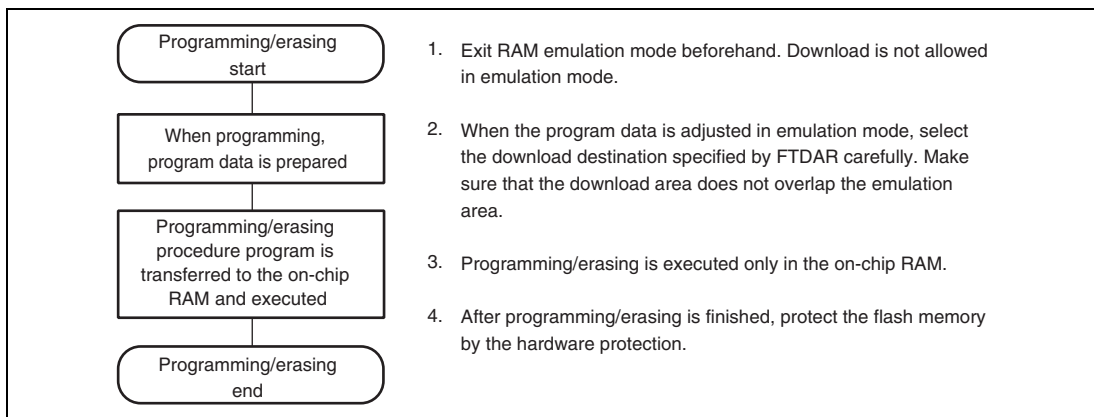 Programming/erasing
start
When programming,
program data is prepared
Programming/erasing
procedure program is
transferred to the on-chip
RAM and executed
Programming/erasing
end
1. Exit RAM emulation mode beforehand. Download is not allowed
in emulation mode.
2. When the program data is adjusted in emulation mode, select
the download destination specified by FTDAR carefully. Make
sure that the download area does not overlap the emulation
area.
3. Programming/erasing is executed only in the on-chip RAM.
4. After programming/erasing is finished, protect the flash memory
by the hardware protection.